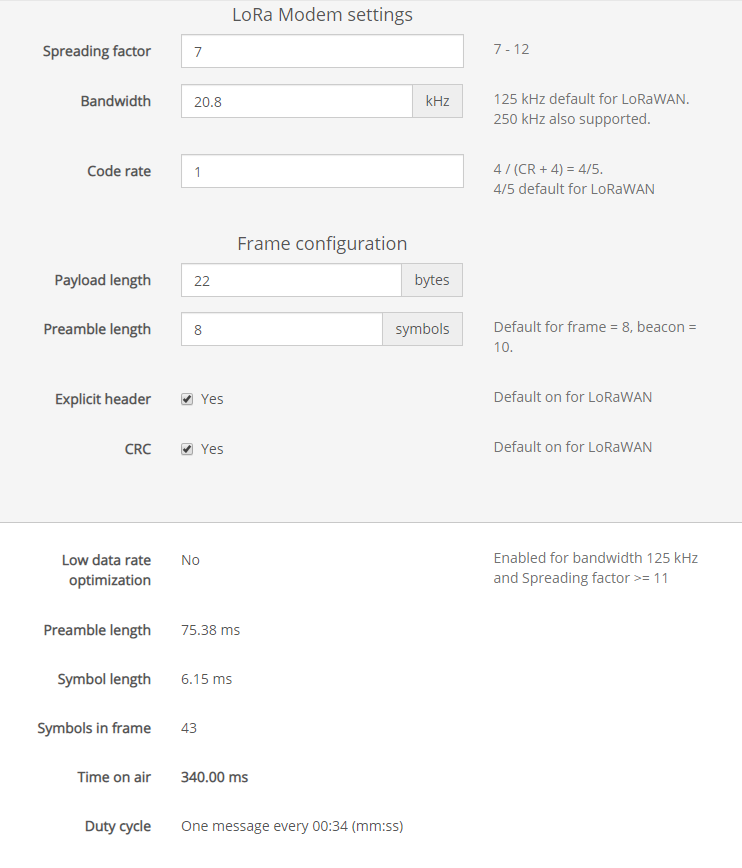 LoRa Modem settings
Spreading factor 7 7 - 12
Bandwidth 20.8 kHz 125 kHz default for LoRaWAN.
250 kHz also supported.
Code rate 1 4 / (CR + 4) = 4/5.
4/5 default for LoRaWAN
Frame configuration
Payload length 22 bytes
Preamble length 8 symbols Default for frame = 8, beacon =
10.
Explicit header Yes Default on for LoRaWAN
CRC Yes Default on for LoRaWAN
Low data rate No Enabled for bandwidth 125 kHz
optimization and Spreading factor >= 11
Preamble length 75.38 ms
Symbol length 6.15 ms
Symbols in frame 43
Time on air 340.00 ms
Duty cycle One message every 00:34 (mm:ss)